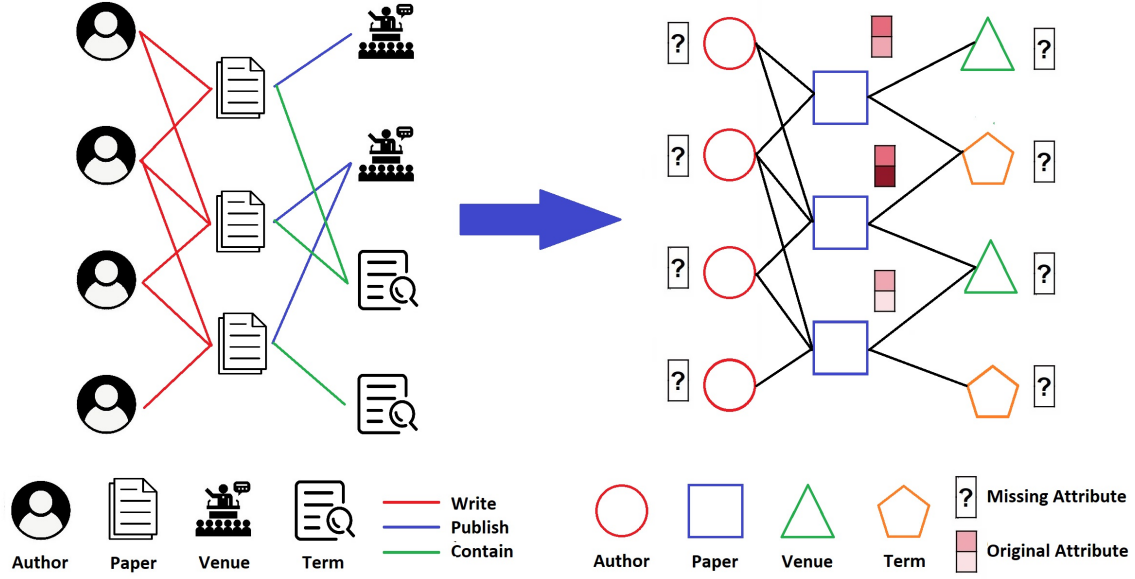 ?
?
?
?
?
?
?
?
Write
Publish
Contain
Author
Paper
Venue
Term
? Missing Attribute
Original Attribute
Author
Paper
Venue
Term